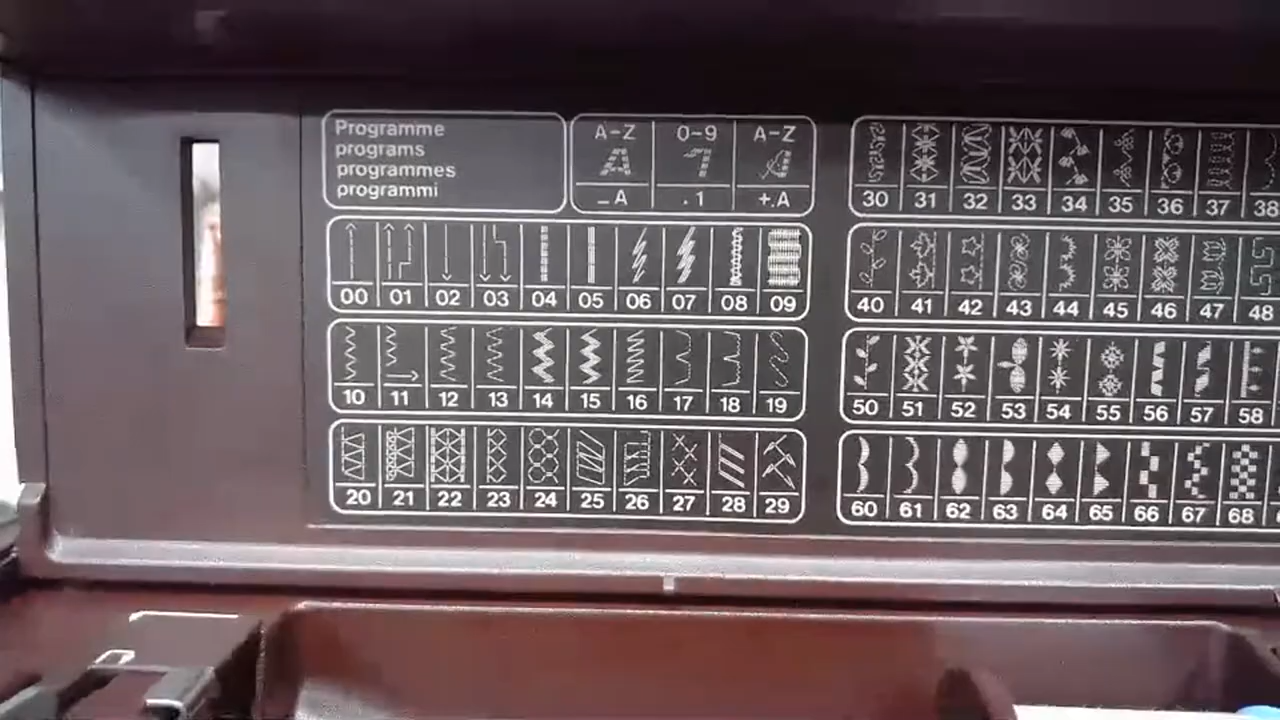 Programme
programs
programmes
programmi
A-Z 0-9 A-Z
A 7 a
_A .1 +.A
00 01 02 03 04 05 06 07 08 09
10 11 12 13 14 15 16 17 18 19
20 21 22 23 24 25 26 27 28 29
30 31 32 33 34 35 36 37 38
40 41 42 43 44 45 46 47 48
50 51 52 53 54 55 56 57 58
60 61 62 63 64 65 66 67 68